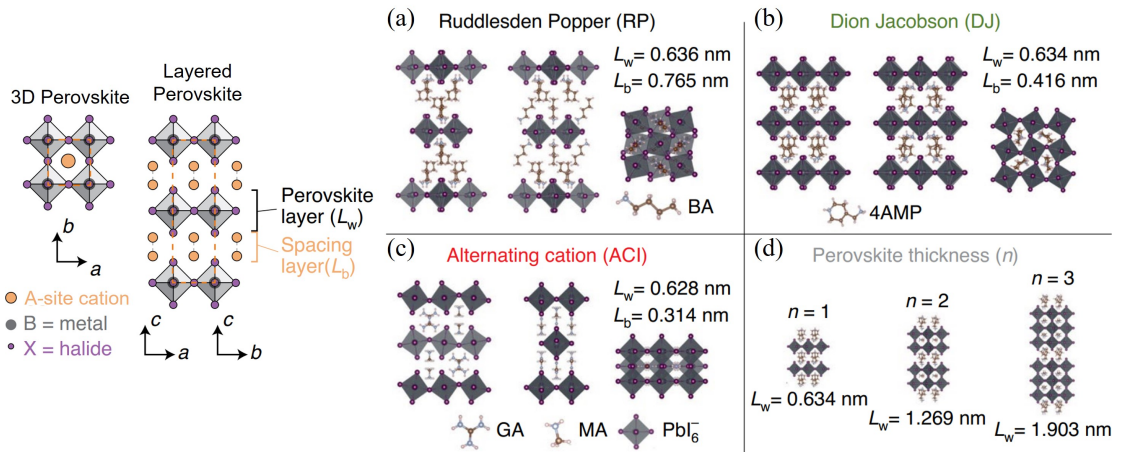 3D Perovskite
Layered
Perovskite
b
a
Perovskite
layer (Lw)
Spacing
layer(Lb)
A-site cation
B = metal
X = halide
c
a
c
b
(a)
Ruddlesden Popper (RP)
Lw= 0.636 nm
Lb= 0.765 nm
BA
(b)
Dion Jacobson (DJ)
Lw= 0.634 nm
Lb= 0.416 nm
4AMP
(c)
Alternating cation (ACI)
Lw= 0.628 nm
Lb= 0.314 nm
GA
MA
PbI6−
(d)
Perovskite thickness (n)
n = 1
n = 2
n = 3
Lw= 0.634 nm
Lw= 1.269 nm
Lw= 1.903 nm